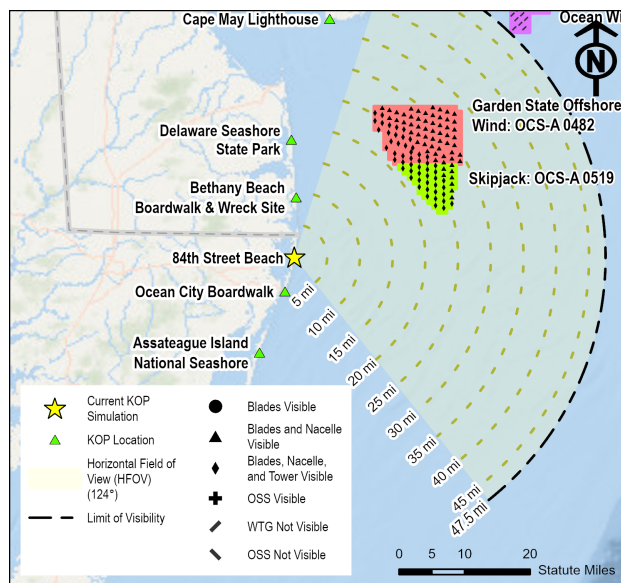 Cape May Lighthouse
Ocean Wi
N
Garden State Offshore
Wind: OCS-A 0482
Delaware Seashore
State Park
Skipjack: OCS-A 0519
Bethany Beach
Boardwalk & Wreck Site
84th Street Beach
Ocean City Boardwalk
5 mi
10 mi
15 mi
20 mi
25 mi
30 mi
35 mi
40 mi
45 mi
47.5 mi
Assateague Island
National Seashore
Current KOP
Simulation
KOP Location
Horizontal Field of
View (HFOV)
(124°)
Limit of Visibility
Blades Visible
Blades and Nacelle
Visible
Blades, Nacelle,
and Tower Visible
OSS Visible
WTG Not Visible
OSS Not Visible
0 5 10 20
Statute Miles